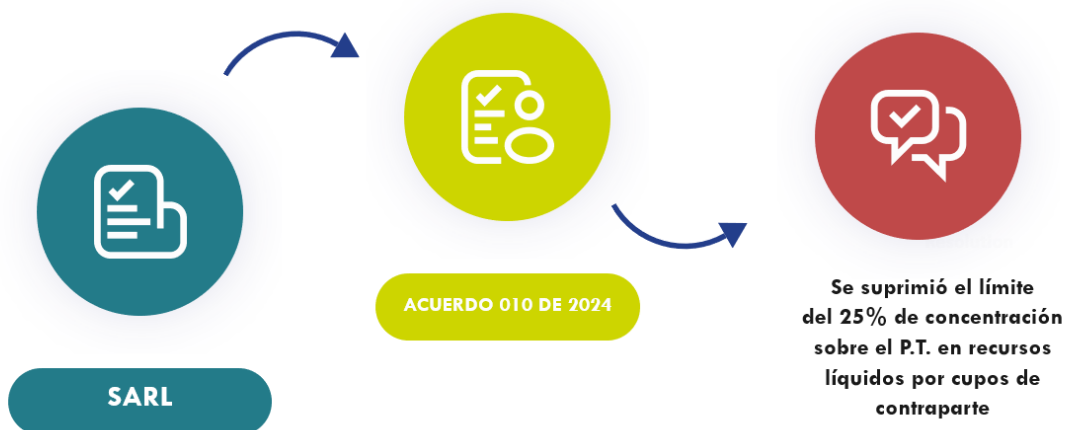 SARL
ACUERDO 010 DE 2024
Se suprimió el límite
del 25% de concentración
sobre el P.T. en recursos
líquidos por cupos de
contraparte